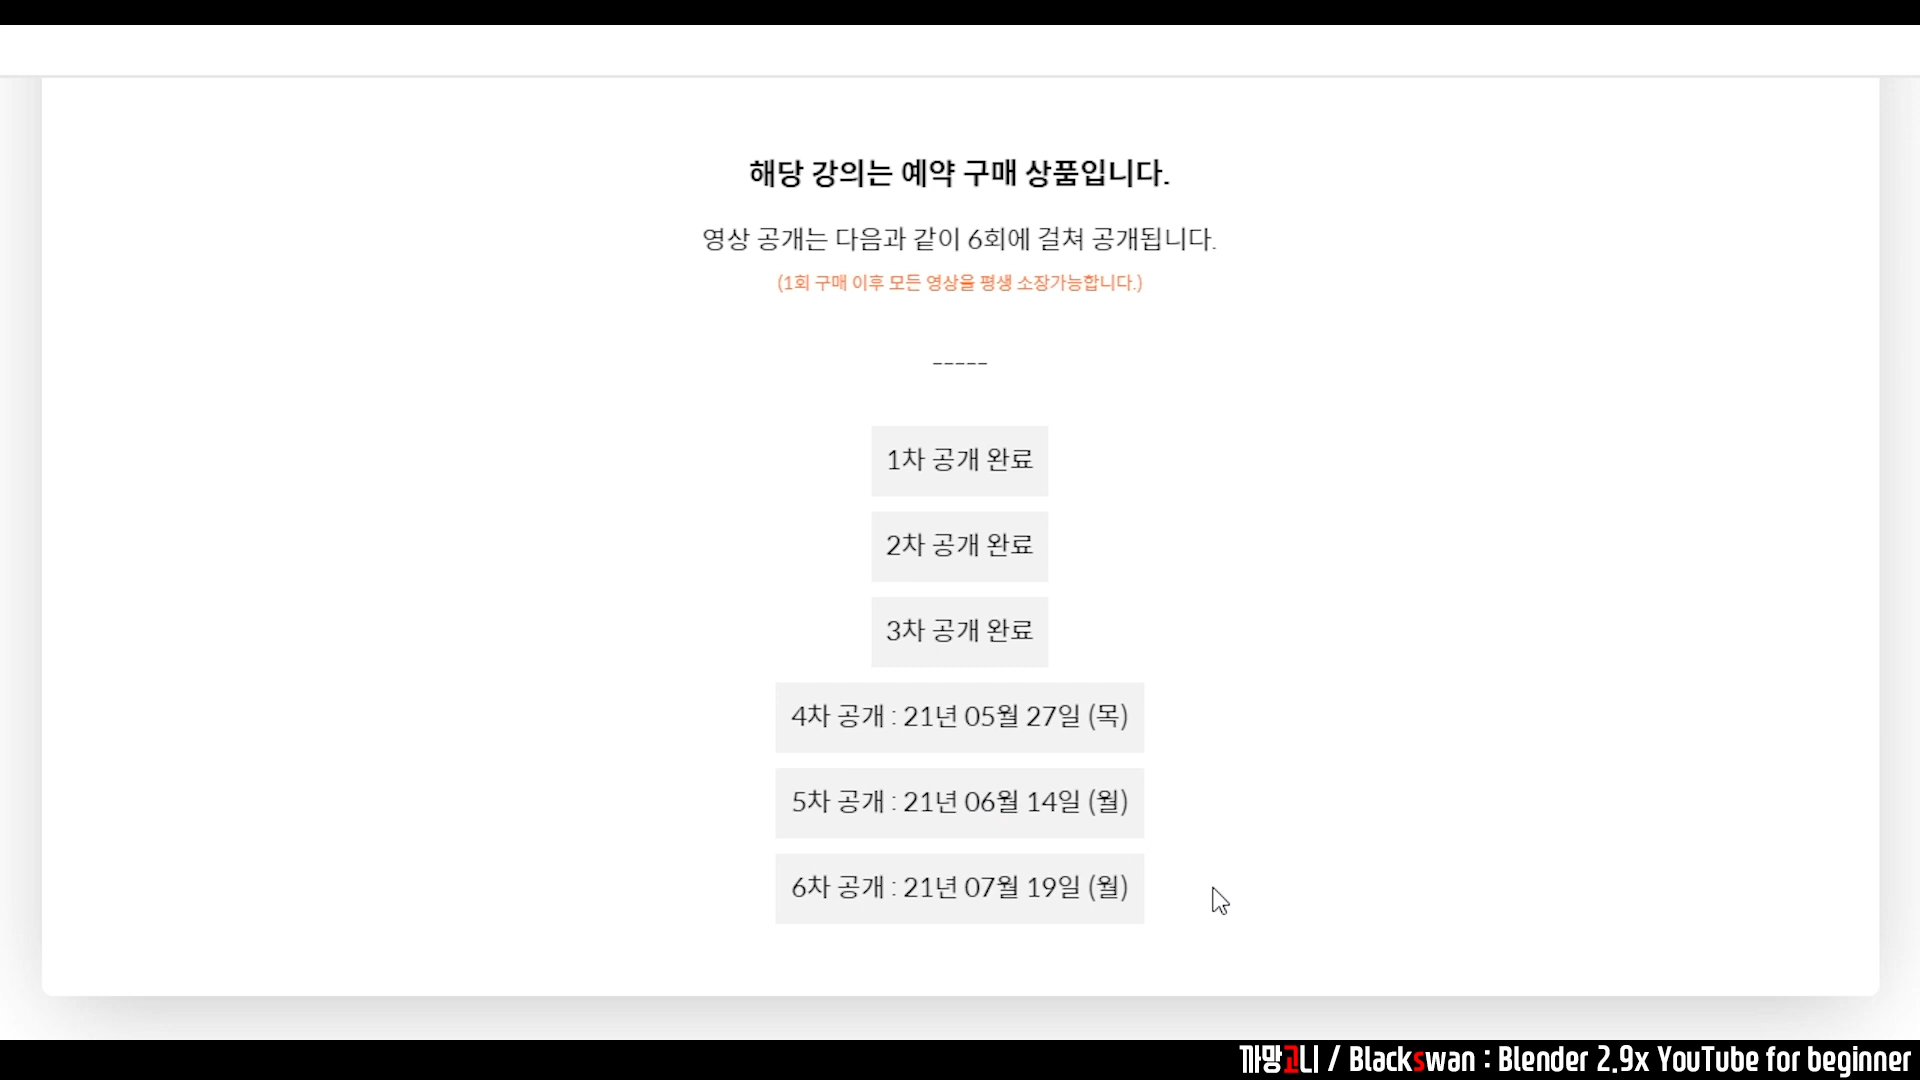 해당 강의는 예약 구매 상품입니다.
영상 공개는 다음과 같이 6회에 걸쳐 공개됩니다.
(1회 구매 이후 모든 영상을 평생 소장가능합니다.)
-----
1차 공개 완료
2차 공개 완료
3차 공개 완료
4차 공개 : 21년 05월 27일 (목)
5차 공개 : 21년 06월 14일 (월)
6차 공개 : 21년 07월 19일 (월)
까망고니 / Blackswan : Blender 2.9x YouTube for beginner